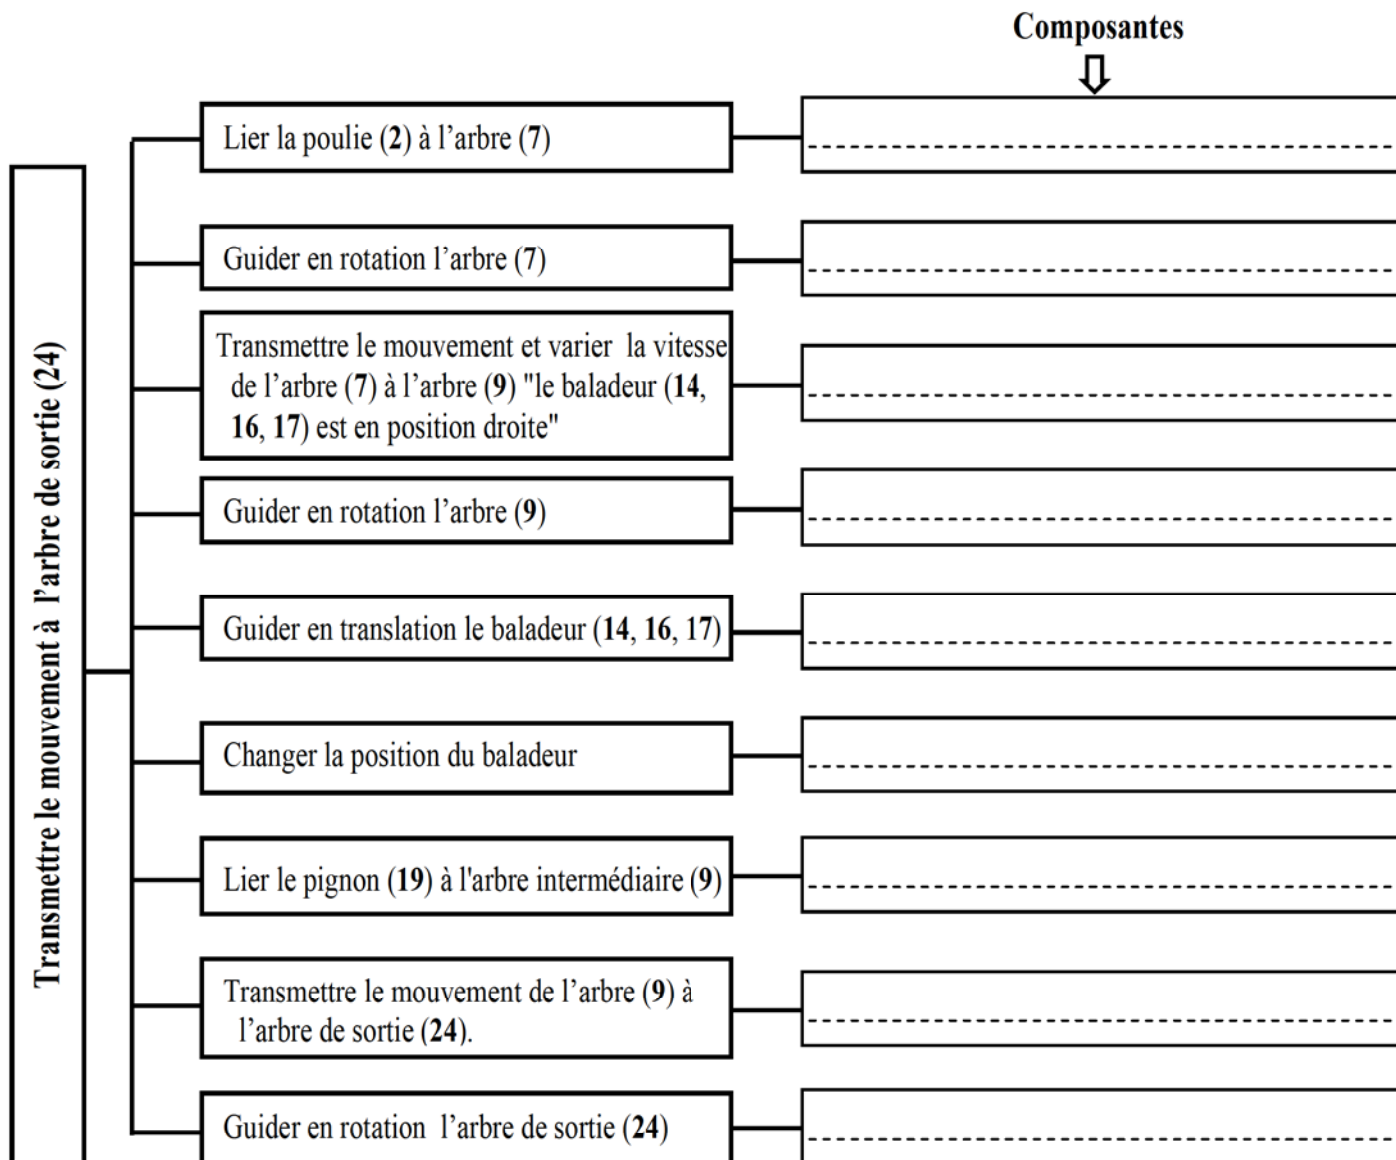 Composantes
Transmettre le mouvement à l’arbre de sortie (24)
Lier la poulie (2) à l’arbre (7)
Guider en rotation l’arbre (7)
Transmettre le mouvement et varier la vitesse
de l’arbre (7) à l’arbre (9) "le baladeur (14,
16, 17) est en position droite"
Guider en rotation l’arbre (9)
Guider en translation le baladeur (14, 16, 17)
Changer la position du baladeur
Lier le pignon (19) à l'arbre intermédiaire (9)
Transmettre le mouvement de l’arbre (9) à
l’arbre de sortie (24).
Guider en rotation l’arbre de sortie (24)